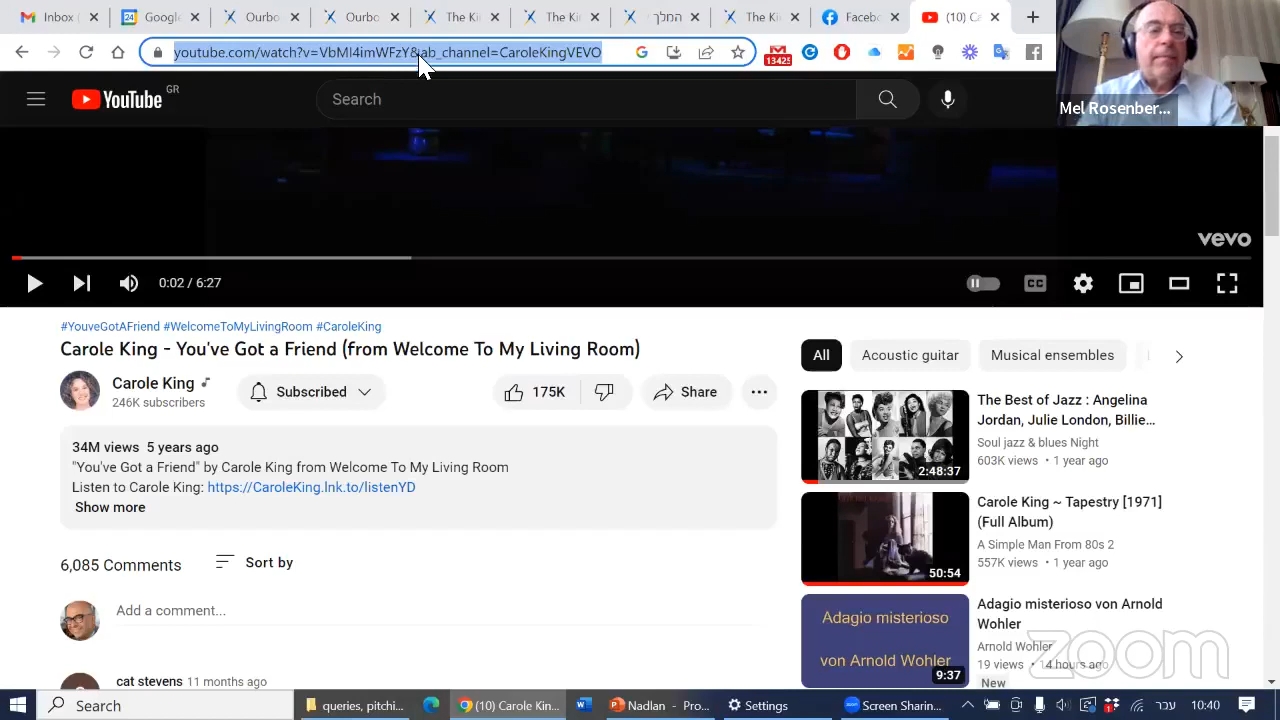 Inbox (
24
Google
Ourbo
Ourbo
The Ki
The Ki
המלך
The Ki
Faceb
(10) Ca
youtube.com/watch?v=VbMI4imWFzY&ab_channel=CaroleKingVEVO
13425
Mel Rosenber...
YouTube GR
Search
vevo
0:02 / 6:27
CC
#YouveGotAFriend #WelcomeToMyLivingRoom #CaroleKing
Carole King - You've Got a Friend (from Welcome To My Living Room)
Carole King
246K subscribers
Subscribed
175K
Share
34M views 5 years ago
"You've Got a Friend" by Carole King from Welcome To My Living Room
Listen to Carole King: https://CaroleKing.lnk.to/listenYD
Show more
6,085 Comments
Sort by
Add a comment...
cat stevens 11 months ago
All
Acoustic guitar
Musical ensembles
2:48:37
The Best of Jazz : Angelina
Jordan, Julie London, Billie...
Soul jazz & blues Night
603K views • 1 year ago
50:54
Carole King ~ Tapestry [1971]
(Full Album)
A Simple Man From 80s 2
557K views • 1 year ago
Adagio misterioso
von Arnold Wohler
9:37
Adagio misterioso von Arnold
Wohler
Arnold Wohler
19 views • 14 hours ago
New
zoom
Search
queries, pitchi...
(10) Carole Kin...
Nadlan - Pro...
Settings
Screen Sharing...
עבר
10:40